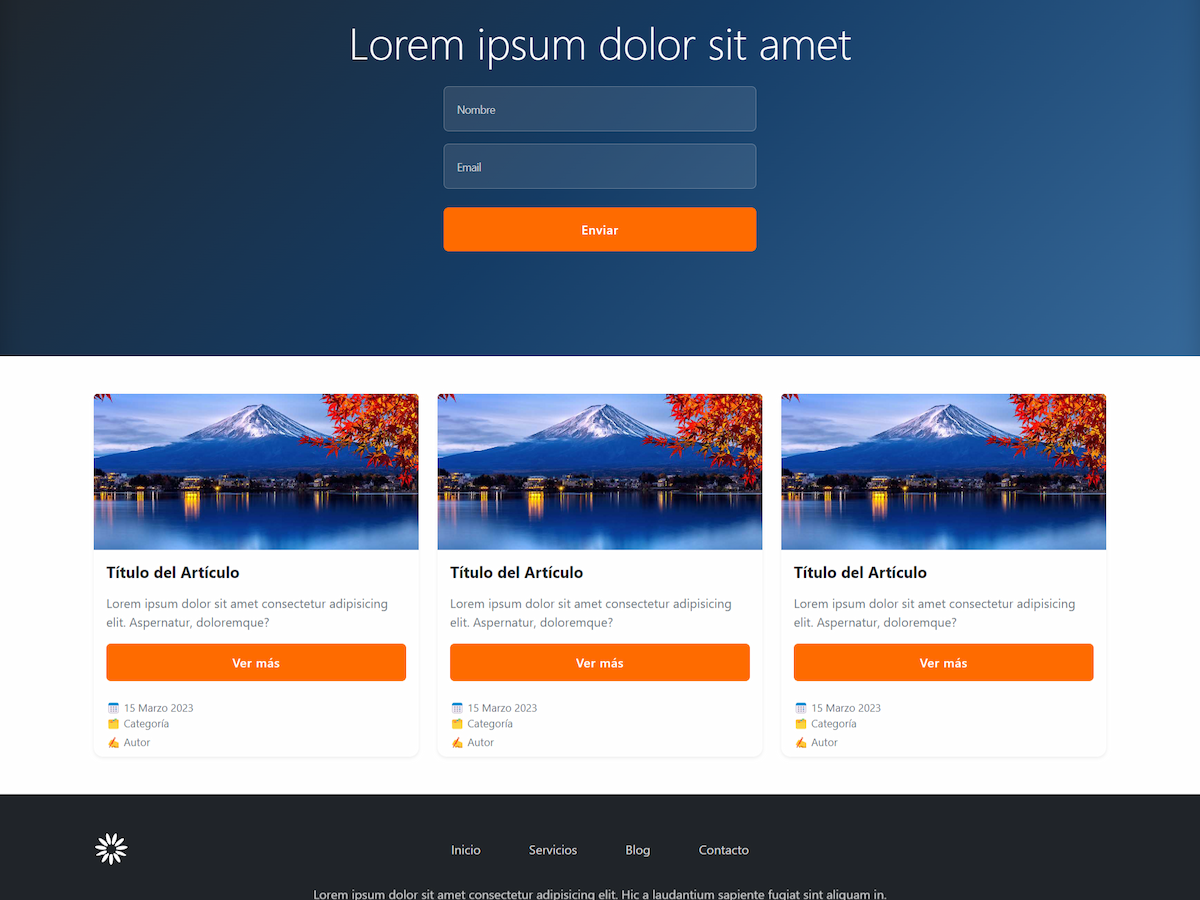 Lorem ipsum dolor sit amet
Nombre
Email
Enviar
Título del Artículo
Lorem ipsum dolor sit amet consectetur adipisicing
elit. Aspernatur, doloremque?
Ver más
15 Marzo 2023
Categoría
Autor
Título del Artículo
Lorem ipsum dolor sit amet consectetur adipisicing
elit. Aspernatur, doloremque?
Ver más
15 Marzo 2023
Categoría
Autor
Título del Artículo
Lorem ipsum dolor sit amet consectetur adipisicing
elit. Aspernatur, doloremque?
Ver más
15 Marzo 2023
Categoría
Autor
Inicio Servicios Blog Contacto
Lorem ipsum dolor sit amet consectetur adipisicing elit. Hic a laudantium sapiente fugiat sint aliquam in.